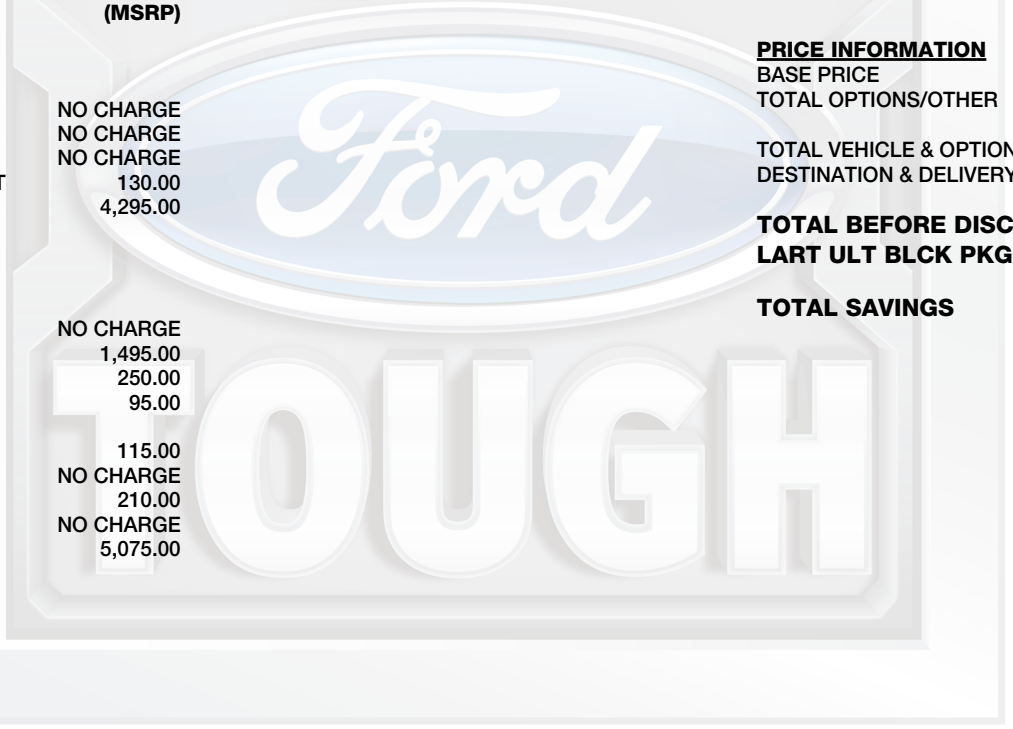 (MSRP)
NO CHARGE
NO CHARGE
NO CHARGE
T 130.00
4,295.00
NO CHARGE
1,495.00
250.00
95.00
115.00
NO CHARGE
210.00
NO CHARGE
5,075.00
PRICE INFORMATION
BASE PRICE
TOTAL OPTIONS/OTHER
TOTAL VEHICLE & OPTION
DESTINATION & DELIVERY
TOTAL BEFORE DISC
LART ULT BLCK PKG
TOTAL SAVINGS
Ford
TOUGH